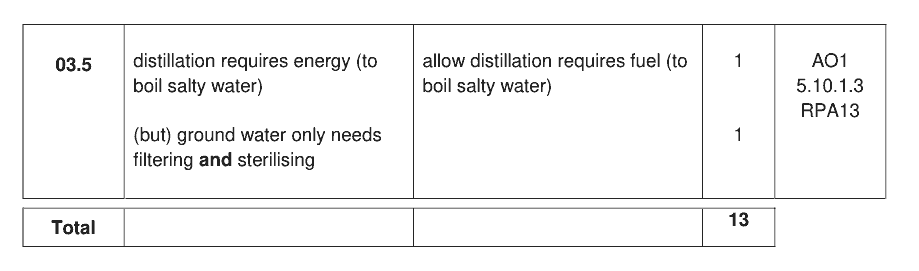 03.5
distillation requires energy (to
boil salty water)
(but) ground water only needs
filtering and sterilising
allow distillation requires fuel (to
boil salty water)
1
1
AO1
5.10.1.3
RPA13
Total
13